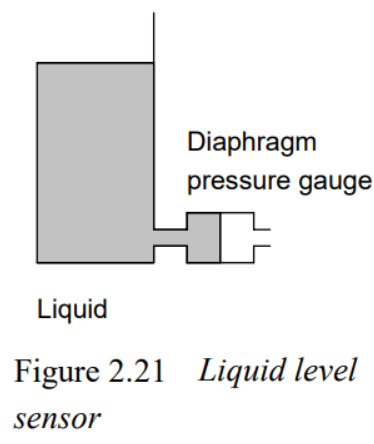 Diaphragm
pressure gauge
Liquid
Figure 2.21 Liquid level
sensor